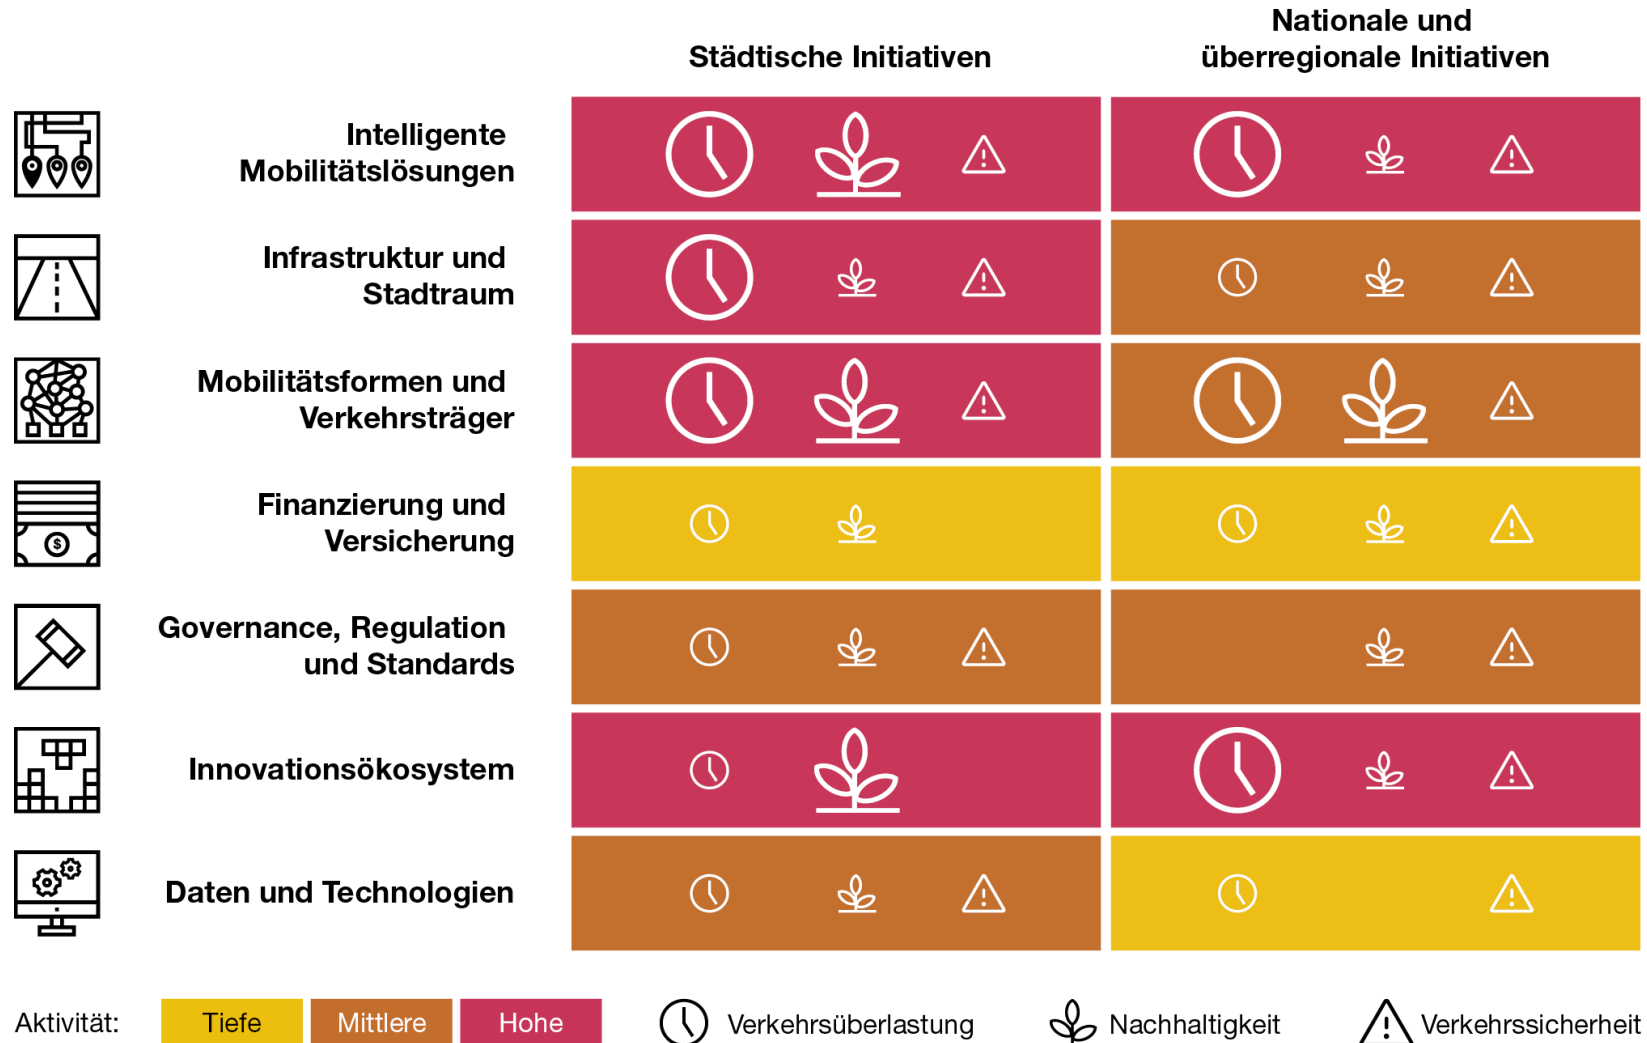 Städtische Initiativen
Nationale und
überregionale Initiativen
Intelligente
Mobilitätslösungen
Infrastruktur und
Stadtraum
Mobilitätsformen und
Verkehrsträger
$
Finanzierung und
Versicherung
Governance, Regulation
und Standards
Innovationsökosystem
Daten und Technologien
Aktivität:
Tiefe
Mittlere
Hohe
Verkehrsüberlastung
Nachhaltigkeit
Verkehrssicherheit